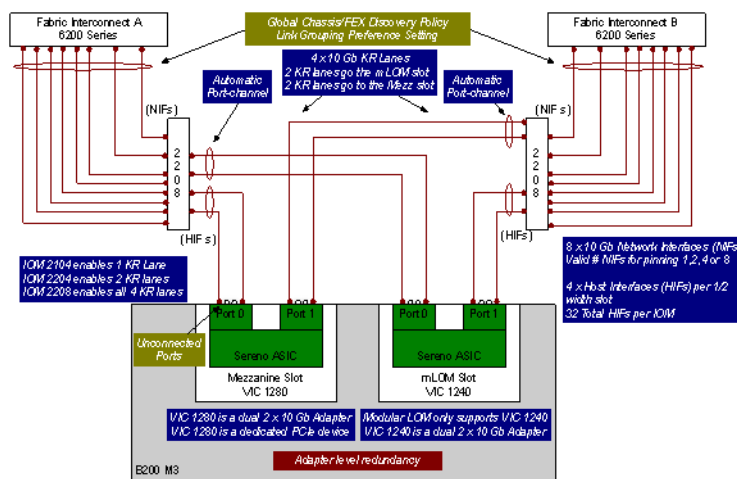 Fabric Interconnect A
6200 Series
Global Chassis/FEX Discovery Policy
Link Grouping Preference Setting
Fabric Interconnect B
6200 Series
4 x 10 Gb KR Lanes
2 KR lanes go the mLOM slot
2 KR lanes go to the Mezz slot
Automatic
Port-channel
Automatic
Port-channel
(NIFs)
(NIFs)
2
2
0
8
2
2
0
8
(HIFs)
(HIFs)
IOM 2104 enables 1 KR Lane
IOM 2204 enables 2 KR lanes
IOM 2208 enables all 4 KR lanes
8 x 10 Gb Network Interfaces (NIFs
Valid # NIFs for pinning 1,2,4 or 8
4 x Host Interfaces (HIFs) per 1/2
width slot
32 Total HIFs per IOM
Port 0
Port 1
Port 0
Port 1
Unconnected
Ports
Sereno ASIC
Sereno ASIC
Mezzanine Slot
VIC 1280
mLOM Slot
VIC 1240
VIC 1280 is a dual 2 x 10 Gb Adapter
VIC 1280 is a dedicated PCIe device
Modular LOM only supports VIC 1240
VIC 1240 is a dual 2 x 10 Gb Adapter
Adapter level redundancy
B200 M3